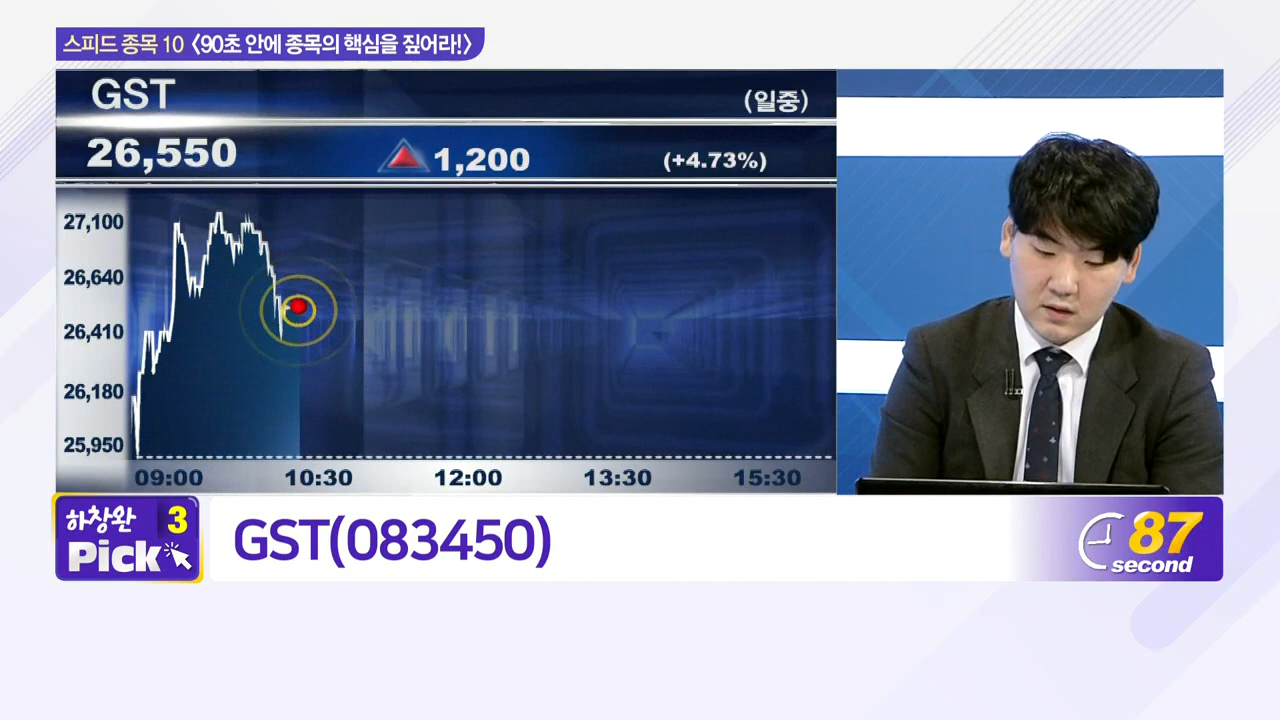 스피드 종목 10 <90초 안에 종목의 핵심을 짚어라!>
GST
(일중)
26,550 1,200 (+4.73%)
27,100
26,640
26,410
26,180
25,950
09:00 10:30 12:00 13:30 15:30
하창완 3
Pick
GST(083450)
87
second